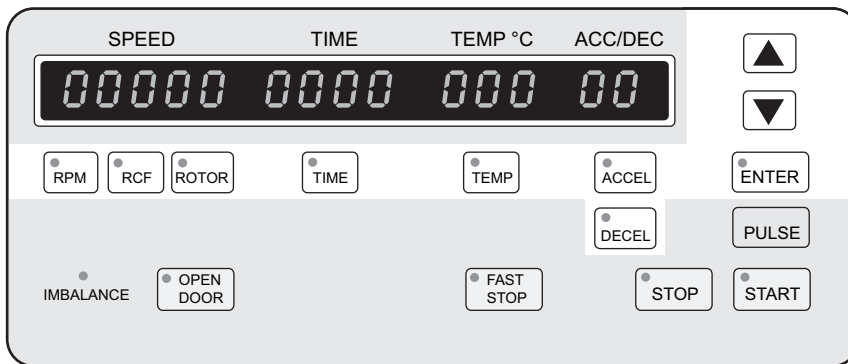 SPEED TIME TEMP °C ACC/DEC
00000 0000 000 00
RPM RCF ROTOR TIME TEMP ACCEL ENTER
DECEL PULSE
IMBALANCE OPEN DOOR FAST STOP STOP START